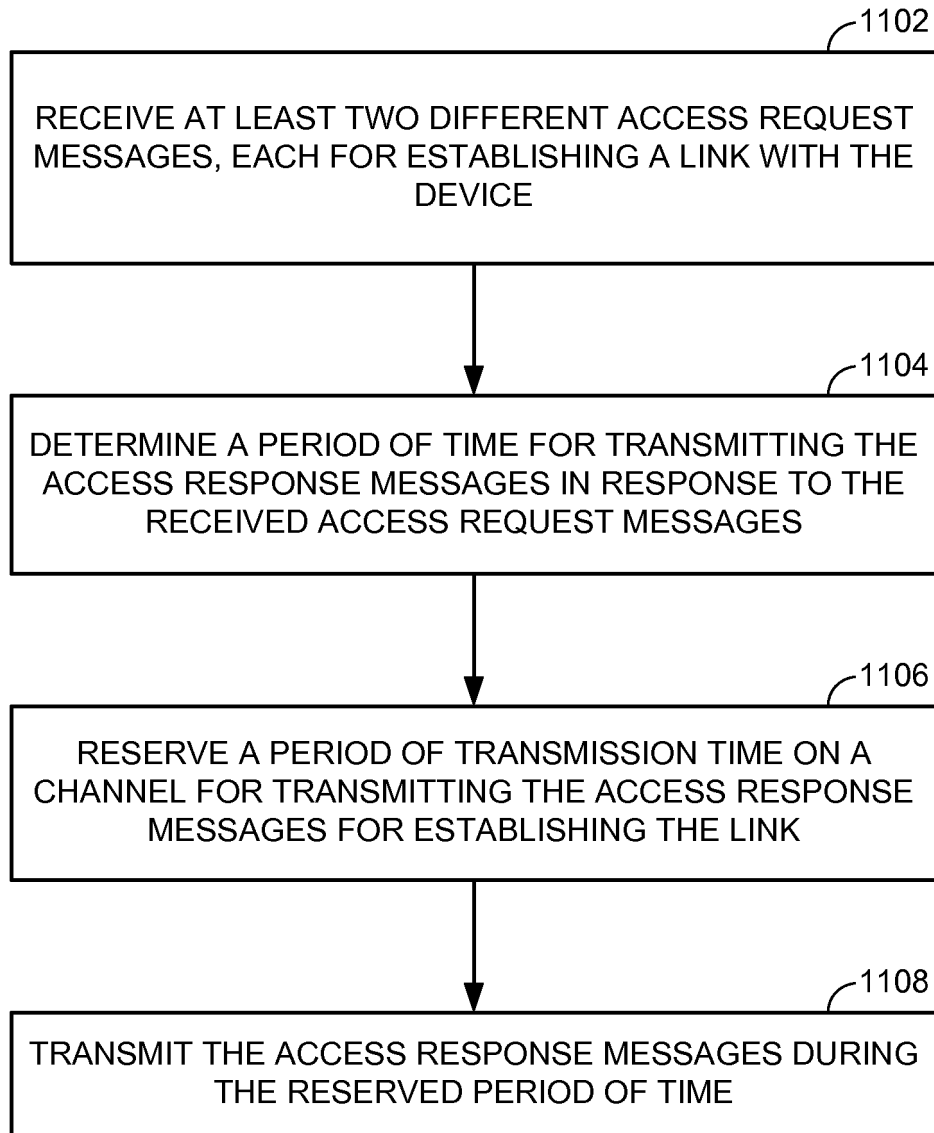 1102
RECEIVE AT LEAST TWO DIFFERENT ACCESS REQUEST
MESSAGES, EACH FOR ESTABLISHING A LINK WITH THE
DEVICE
1104
DETERMINE A PERIOD OF TIME FOR TRANSMITTING THE
ACCESS RESPONSE MESSAGES IN RESPONSE TO THE
RECEIVED ACCESS REQUEST MESSAGES
1106
RESERVE A PERIOD OF TRANSMISSION TIME ON A
CHANNEL FOR TRANSMITTING THE ACCESS RESPONSE
MESSAGES FOR ESTABLISHING THE LINK
1108
TRANSMIT THE ACCESS RESPONSE MESSAGES DURING
THE RESERVED PERIOD OF TIME